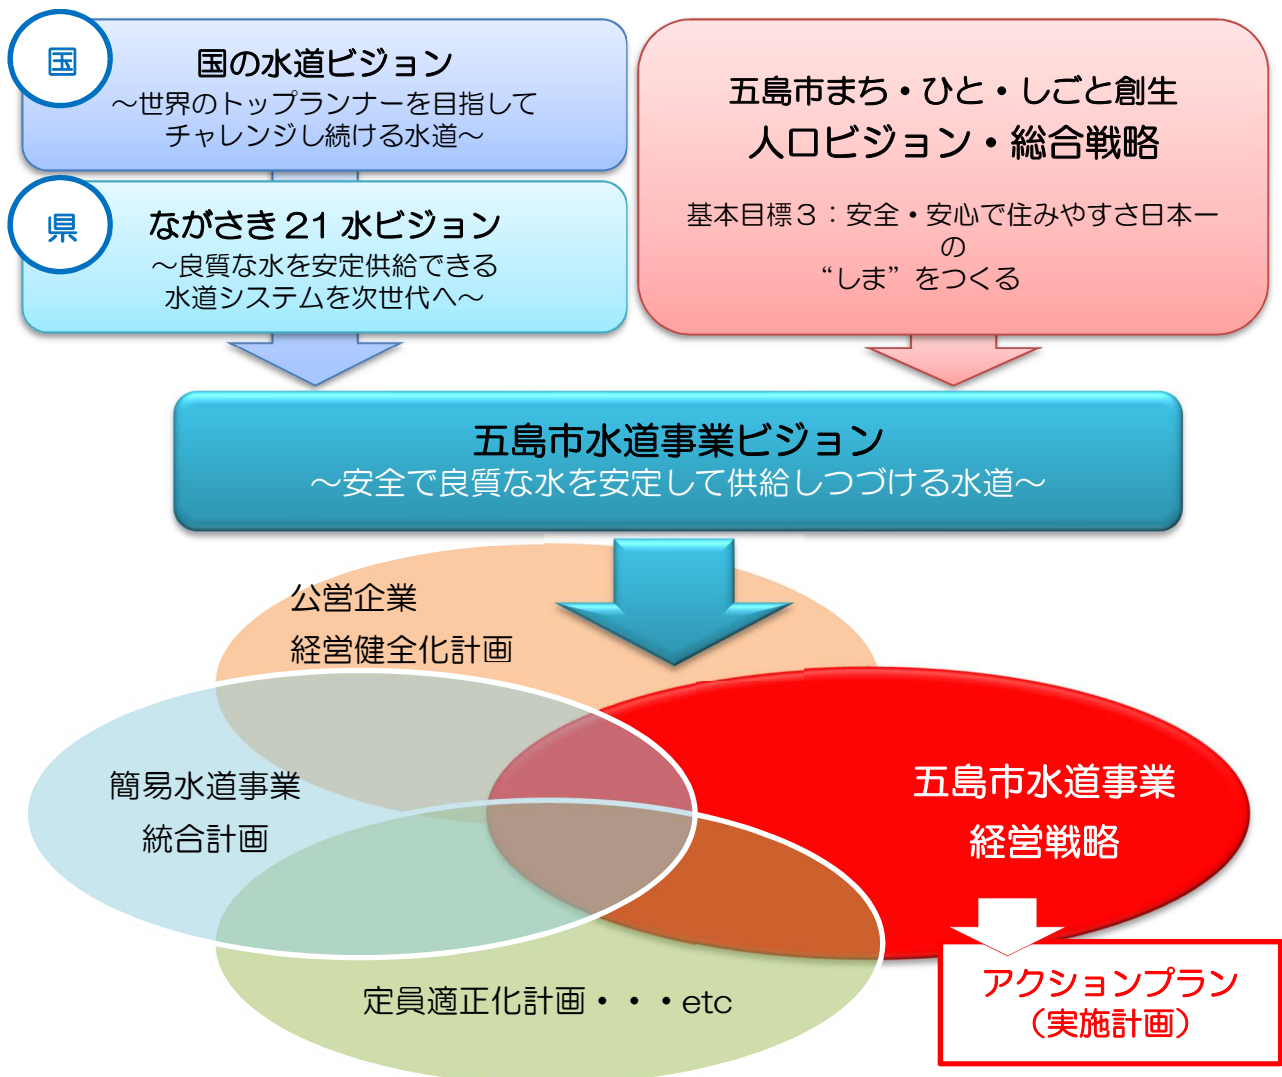 国
国の水道ビジョン
～世界のトップランナーを目指して
チャレンジし続ける水道～
県
ながさき21水ビジョン
～良質な水を安定供給できる
水道システムを次世代へ～
五島市まち・ひと・しごと創生
人口ビジョン・総合戦略
基本目標３：安全・安心で住みやすさ日本一
の
“しま”をつくる
五島市水道事業ビジョン
～安全で良質な水を安定して供給しつづける水道～
公営企業
経営健全化計画
簡易水道事業
統合計画
五島市水道事業
経営戦略
定員適正化計画・・・etc
アクションプラン
（実施計画）